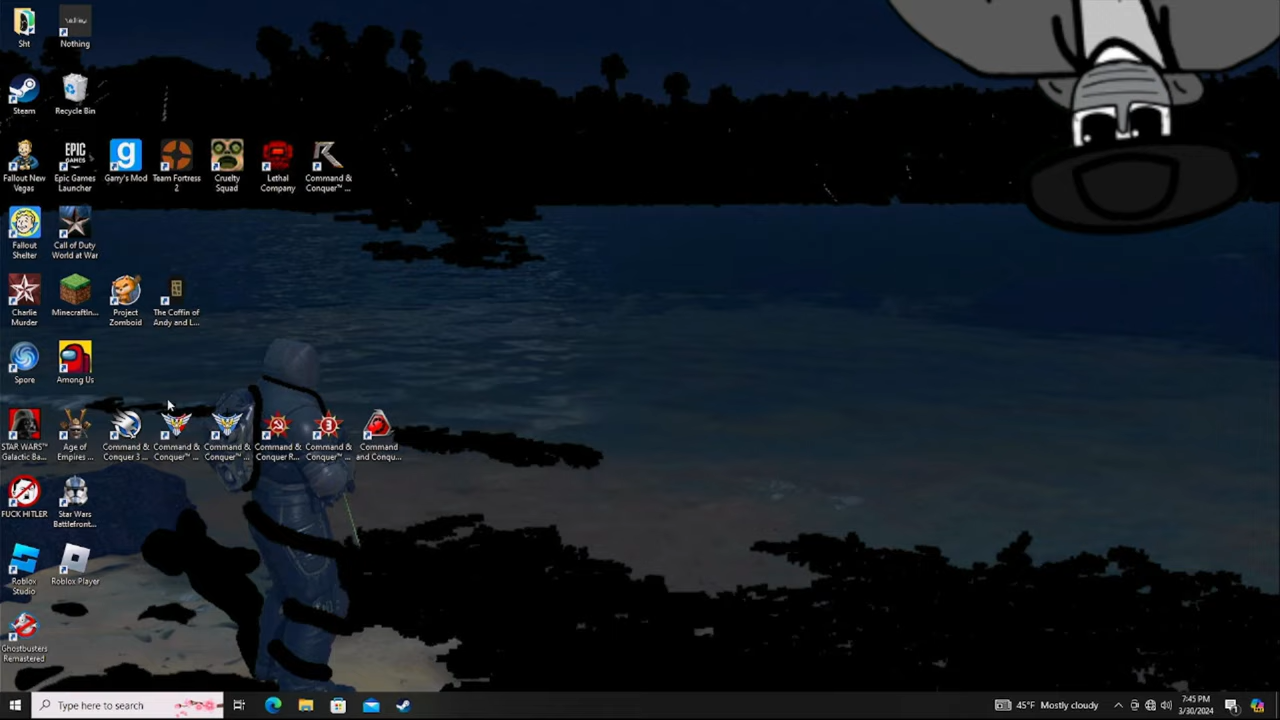 Sht
Nothing
Steam
Recycle Bin
Fallout New
Vegas
EPIC
GAMES
Epic Games
Launcher
Garry's Mod
Team Fortress
2
Cruelty
Squad
Lethal
Company
Command &
Conquer™ ...
Fallout
Shelter
Call of Duty
World at War
Charlie
Murder
Minecraftin...
Project
Zomboid
The Coffin of
Andy and L...
Spore
Among Us
STAR WARS™
Galactic Ba...
Age of
Empires ...
Command &
Conquer 3 ...
Command &
Conquer™ ...
Command &
Conquer™ ...
Command &
Conquer R...
Command &
Conquer™ ...
Command
and Conqu...
FUCK HITLER
Star Wars
Battlefront...
Roblox
Studio
Roblox Player
Ghostbusters
Remastered
Type here to search
45°F Mostly cloudy
7:45 PM
3/30/2024